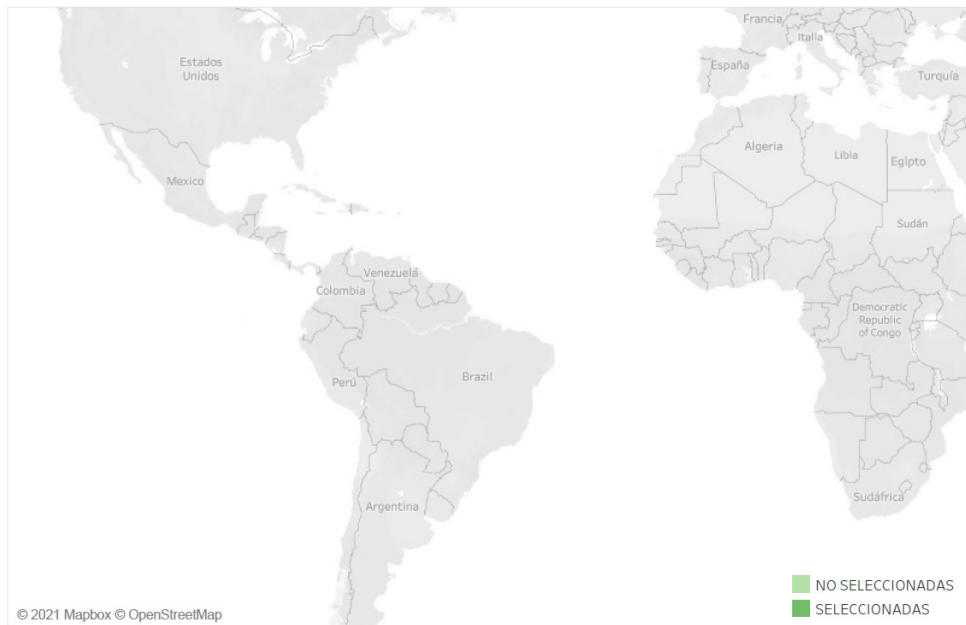 Francia
Italia
Estados
Unidos
España
Turquía
Algeria
Libia
Egipto
Mexico
Sudán
Venezuela
Colombia
Democratic
Republic
of Congo
Perú
Brazil
Sudáfrica
Argentina
NO SELECCIONADAS
SELECCIONADAS
© 2021 Mapbox © OpenStreetMap